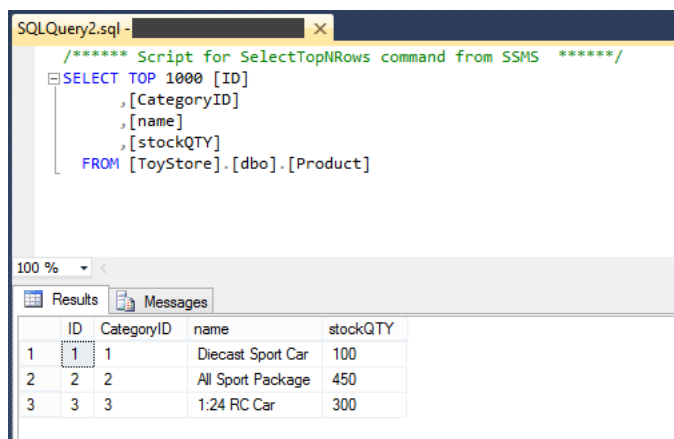 SQLQuery2.sql -
/****** Script for SelectTopNRows command from SSMS  ******/
SELECT TOP 1000 [ID]
,[CategoryID]
,[name]
,[stockQTY]
FROM [ToyStore].[dbo].[Product]
100 %
Results Messages
ID CategoryID name stockQTY
1 1 1 Diecast Sport Car 100
2 2 2 All Sport Package 450
3 3 3 1:24 RC Car 300